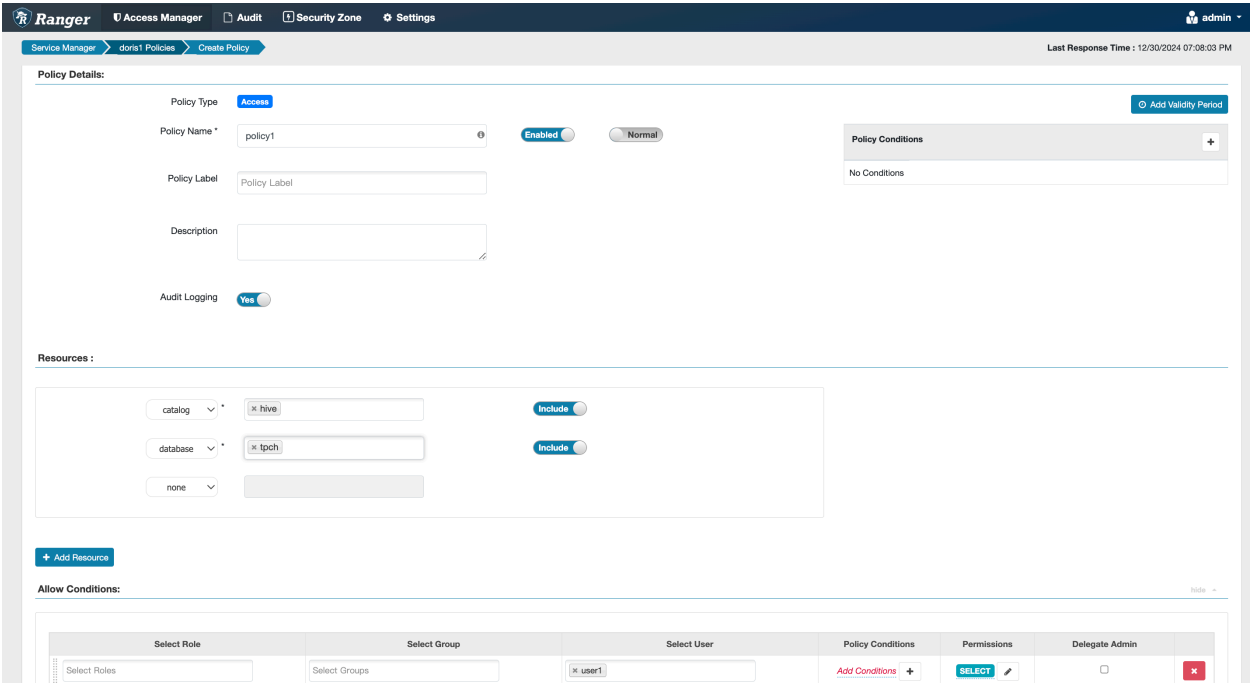 Ranger Access Manager Audit Security Zone Settings admin
Service Manager doris1 Policies Create Policy Last Response Time : 12/30/2024 07:08:03 PM
Policy Details:
Policy Type Access Add Validity Period
Policy Name * policy1 Enabled Normal Policy Conditions +
No Conditions
Policy Label Policy Label
Description
Audit Logging Yes
Resources :
catalog * × hive Include
database * × tpch Include
none
+ Add Resource
Allow Conditions: hide
Select Role Select Group Select User Policy Conditions Permissions Delegate Admin
Select Roles Select Groups × user1 Add Conditions + SELECT ×